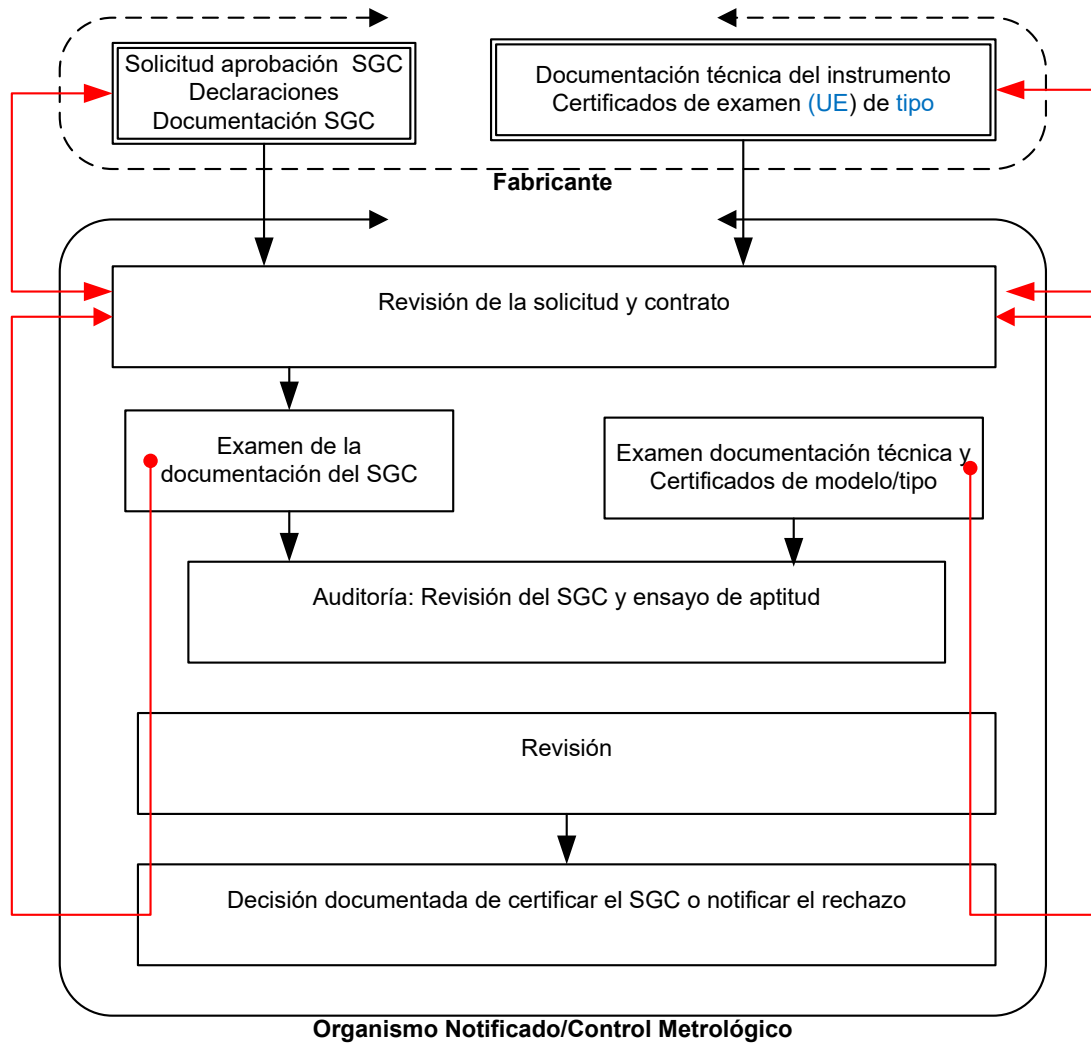 Solicitud aprobación SGC
Declaraciones
Documentación SGC
Documentación técnica del instrumento
Certificados de examen (UE) de tipo
Fabricante
Revisión de la solicitud y contrato
Examen de la
documentación del SGC
Examen documentación técnica y
Certificados de modelo/tipo
Auditoría: Revisión del SGC y ensayo de aptitud
Revisión
Decisión documentada de certificar el SGC o notificar el rechazo
Organismo Notificado/Control Metrológico